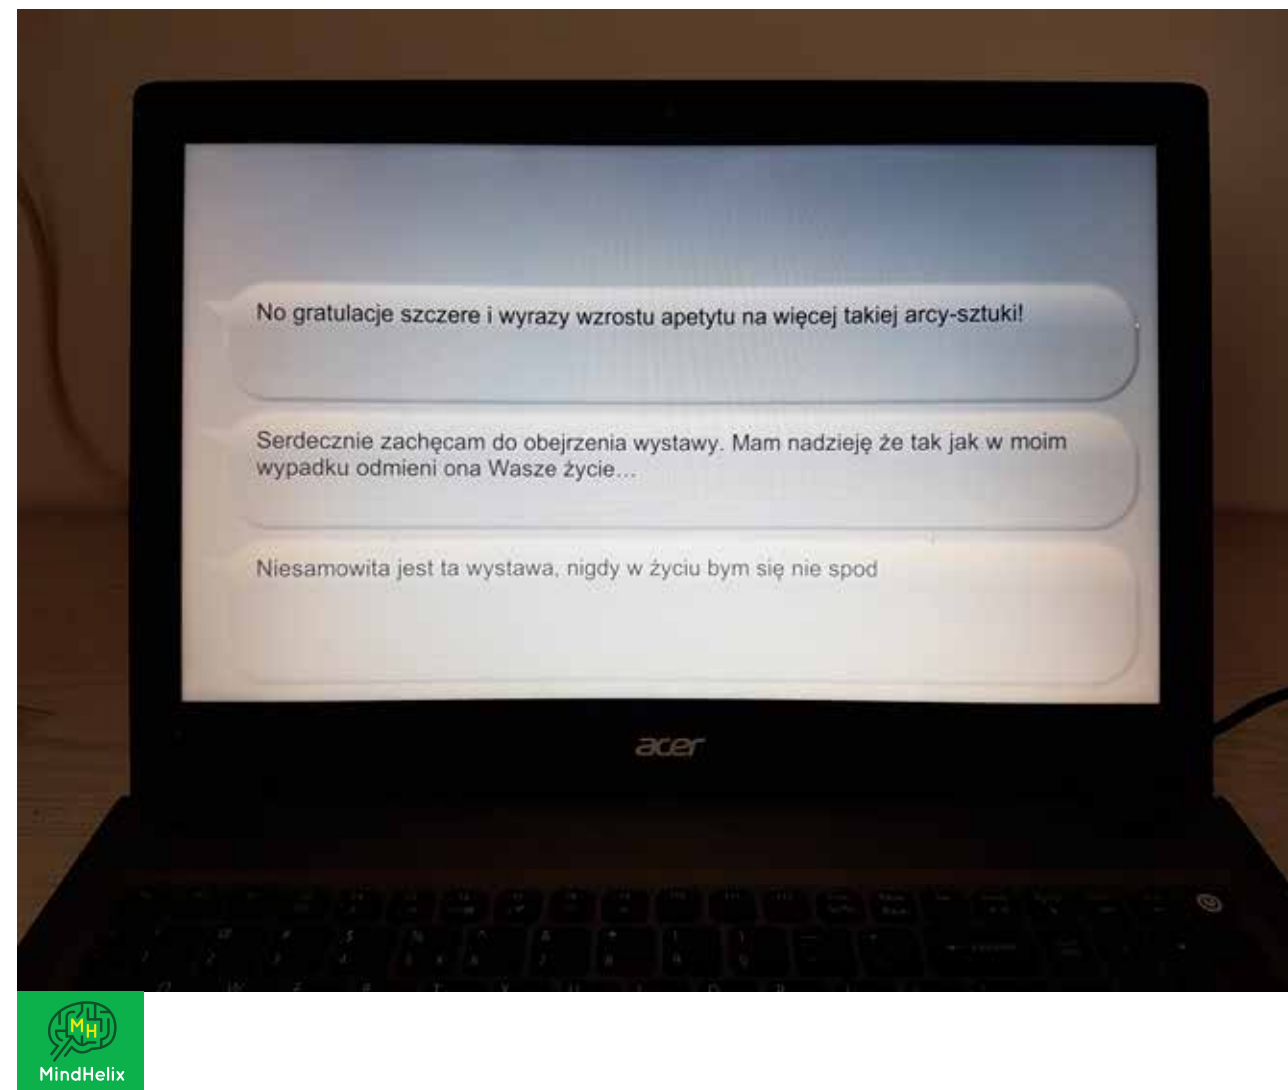 No gratulacje szczere i wyrazy wzrostu apetytu na więcej takiej arcy-sztuki!
Serdecznie zachęcam do obejrzenia wystawy. Mam nadzieję że tak jak w moim
wypadku odmieni ona Wasze życie…
Niesamowita jest ta wystawa, nigdy w życiu bym się nie spod
acer
MH
MindHelix